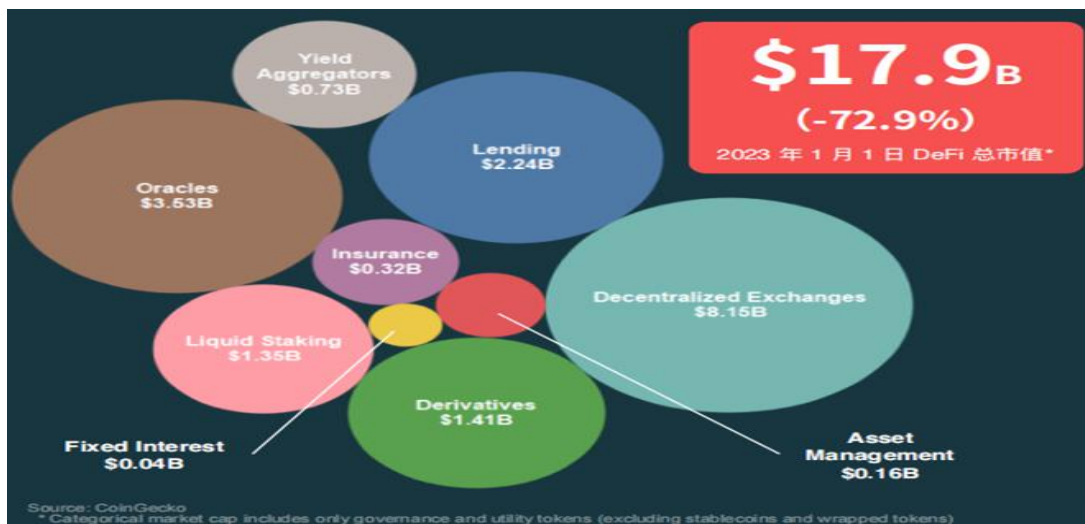 $17.9B
(-72.9%)
2023 年 1 月 1 日 DeFi 总市值*
Yield
Aggregators
$0.73B
Lending
$2.24B
Oracles
$3.53B
Insurance
$0.32B
Decentralized Exchanges
$8.15B
Liquid Staking
$1.35B
Derivatives
$1.41B
Fixed Interest
$0.04B
Asset
Management
$0.16B
Source: CoinGecko
* Categorical market cap includes only governance and utility tokens (excluding stablecoins and wrapped tokens)